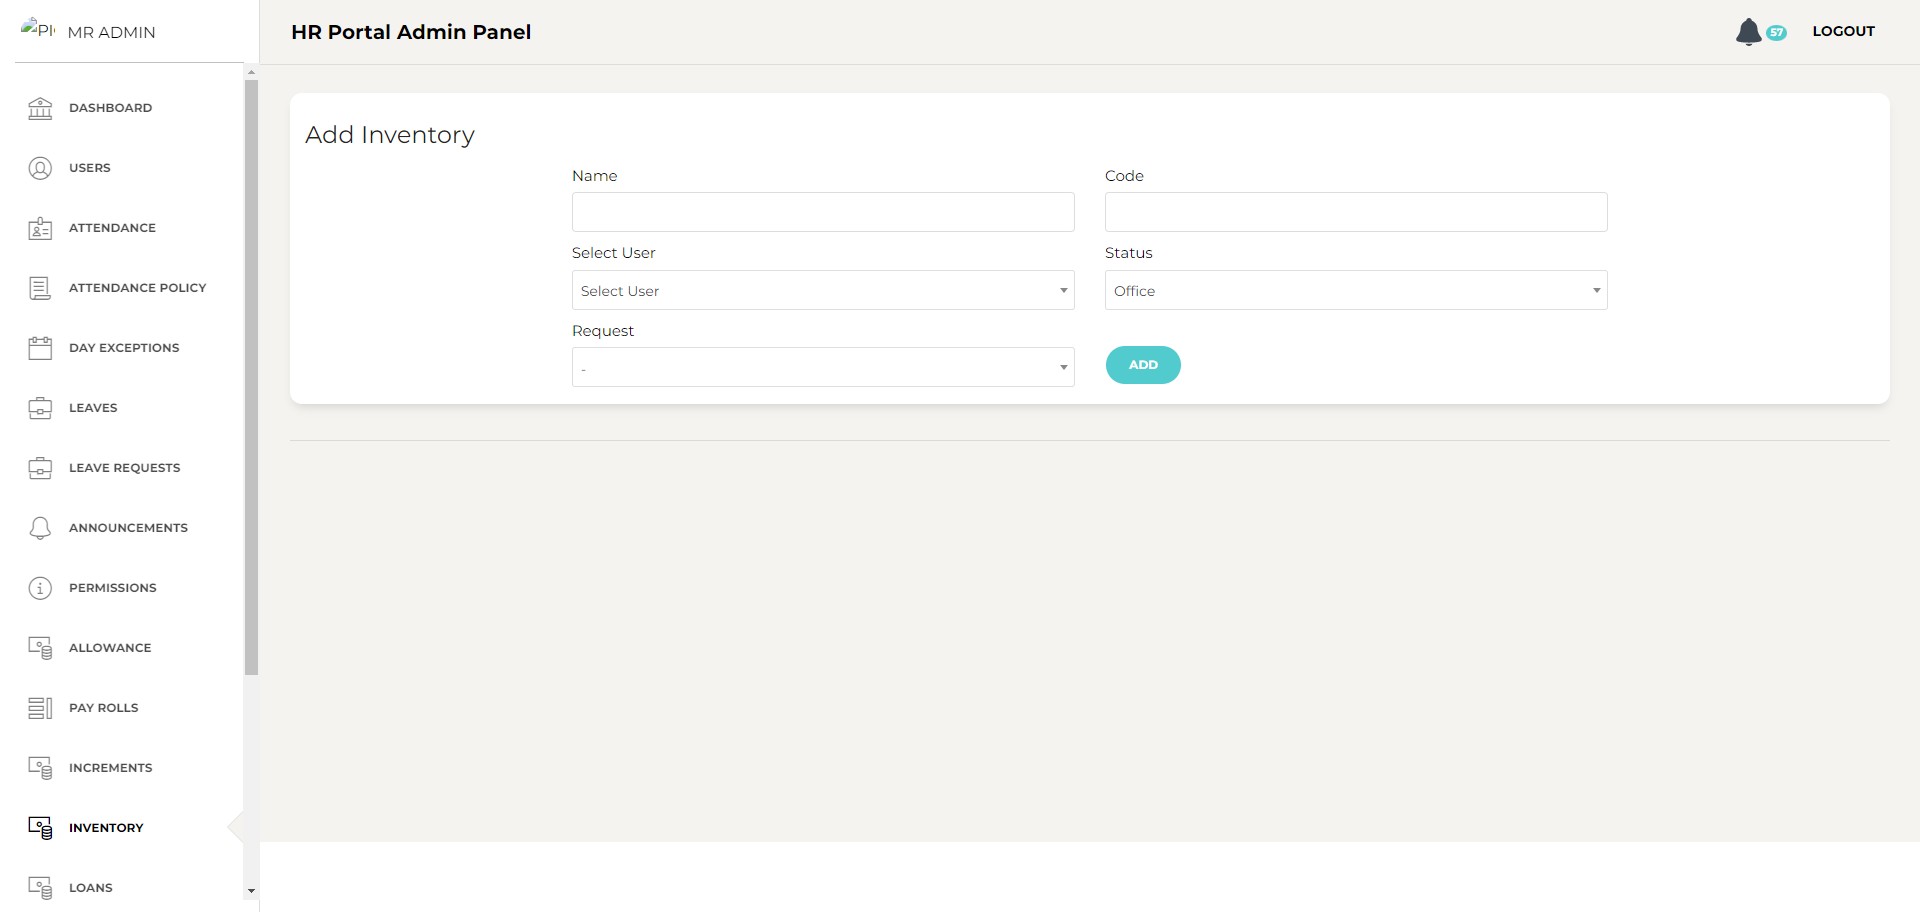 MR ADMIN
HR Portal Admin Panel
57
LOGOUT
DASHBOARD
USERS
ATTENDANCE
ATTENDANCE POLICY
DAY EXCEPTIONS
LEAVES
LEAVE REQUESTS
ANNOUNCEMENTS
PERMISSIONS
ALLOWANCE
PAY ROLLS
INCREMENTS
INVENTORY
LOANS
Add Inventory
Name
Code
Select User
Status
Select User
Office
Request
-
ADD